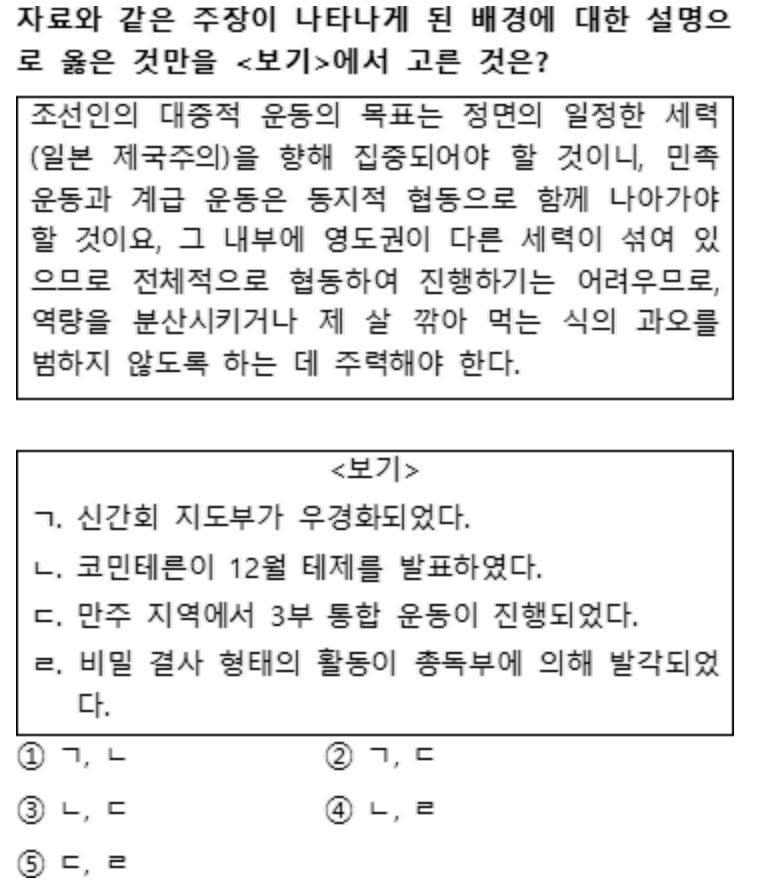 자료와 같은 주장이 나타나게 된 배경에 대한 설명으
로 옳은 것만을 <보기>에서 고른 것은?
조선인의 대중적 운동의 목표는 정면의 일정한 세력
(일본 제국주의)을 향해 집중되어야 할 것이니, 민족
운동과 계급 운동은 동지적 협동으로 함께 나아가야
할 것이요, 그 내부에 영도권이 다른 세력이 섞여 있
으므로 전체적으로 협동하여 진행하기는 어려우므로,
역량을 분산시키거나 제 살 깎아 먹는 식의 과오를
범하지 않도록 하는 데 주력해야 한다.
<보기>
ㄱ. 신간회 지도부가 우경화되었다.
ㄴ. 코민테른이 12월 테제를 발표하였다.
ㄷ. 만주 지역에서 3부 통합 운동이 진행되었다.
ㄹ. 비밀 결사 형태의 활동이 총독부에 의해 발각되었
다.
① ㄱ, ㄴ ② ㄱ, ㄷ
③ ㄴ, ㄷ ④ ㄴ, ㄹ
⑤ ㄷ, ㄹ